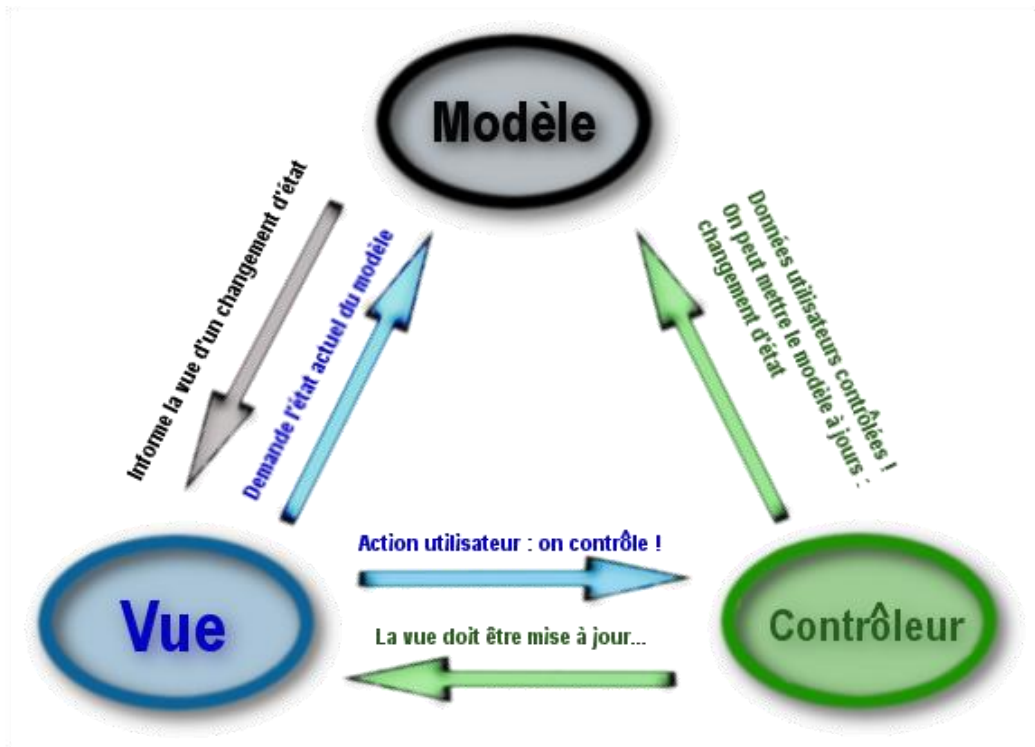 Modèle
Informe la vue d'un changement d'état
Demande l'état actuel du modèle
Données utilisateurs contrôlées !
On peut mettre le modèle à jours :
changement d'état
Action utilisateur : on contrôle !
Vue
La vue doit être mise à jour...
Contrôleur